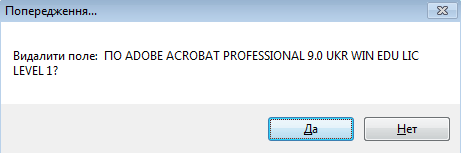 Попередження...
Видалити поле:  ПО ADOBE ACROBAT PROFESSIONAL 9.0 UKR WIN EDU LIC
LEVEL 1?
Да
Нет